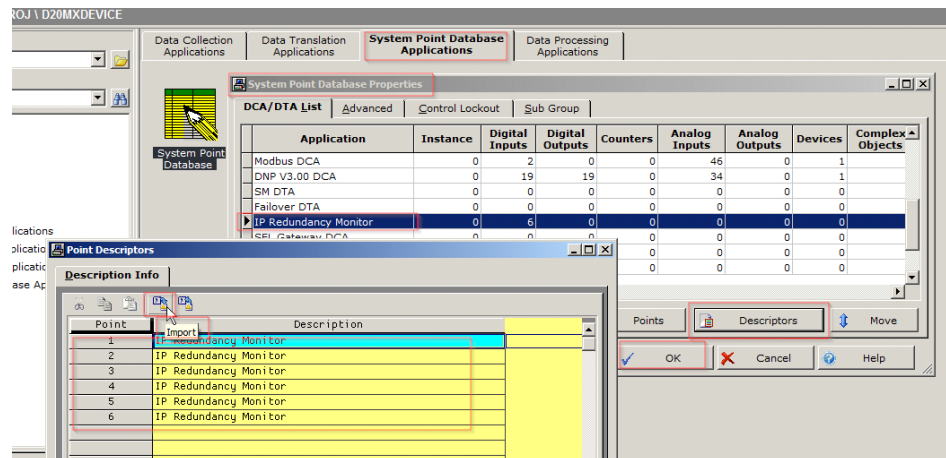 ROJ \ D20MXDEVICE
Data Collection Applications
Data Translation Applications
System Point Database Applications
Data Processing Applications
System Point Database
System Point Database Properties
DCA/DTA List Advanced Control Lockout Sub Group
Application Instance Digital Inputs Digital Outputs Counters Analog Inputs Analog Outputs Devices Complex Objects
Modbus DCA 0 2 0 0 46 0 1
DNP V3.00 DCA 0 19 19 0 34 0 1
SM DTA 0 0 0 0 0 0 0
Failover DTA 0 0 0 0 0 0 0
IP Redundancy Monitor 0 6 0 0 0 0 0
SEL Gateway DCA 0 0 0 0 0 0 0
0 0 0 0
0 0 0 0
Points Descriptors Move
OK Cancel Help
lications
plicatio
plicatio
ase Ap
Point Descriptors
Description Info
Import
Point Description
1 IP Redundancy Monitor
2 IP Redundancy Monitor
3 IP Redundancy Monitor
4 IP Redundancy Monitor
5 IP Redundancy Monitor
6 IP Redundancy Monitor